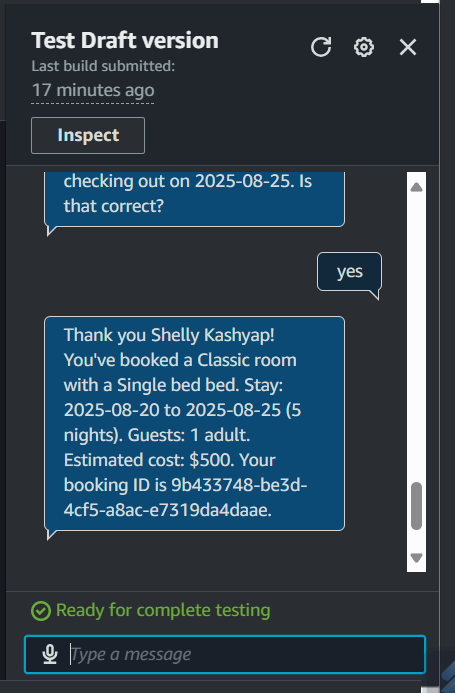 Test Draft version
Last build submitted:
17 minutes ago
Inspect
checking out on 2025-08-25. Is
that correct?
yes
Thank you Shelly Kashyap!
You've booked a Classic room
with a Single bed bed. Stay:
2025-08-20 to 2025-08-25 (5
nights). Guests: 1 adult.
Estimated cost: $500. Your
booking ID is 9b433748-be3d-
4cf5-a8ac-e7319da4daae.
Ready for complete testing
Type a message